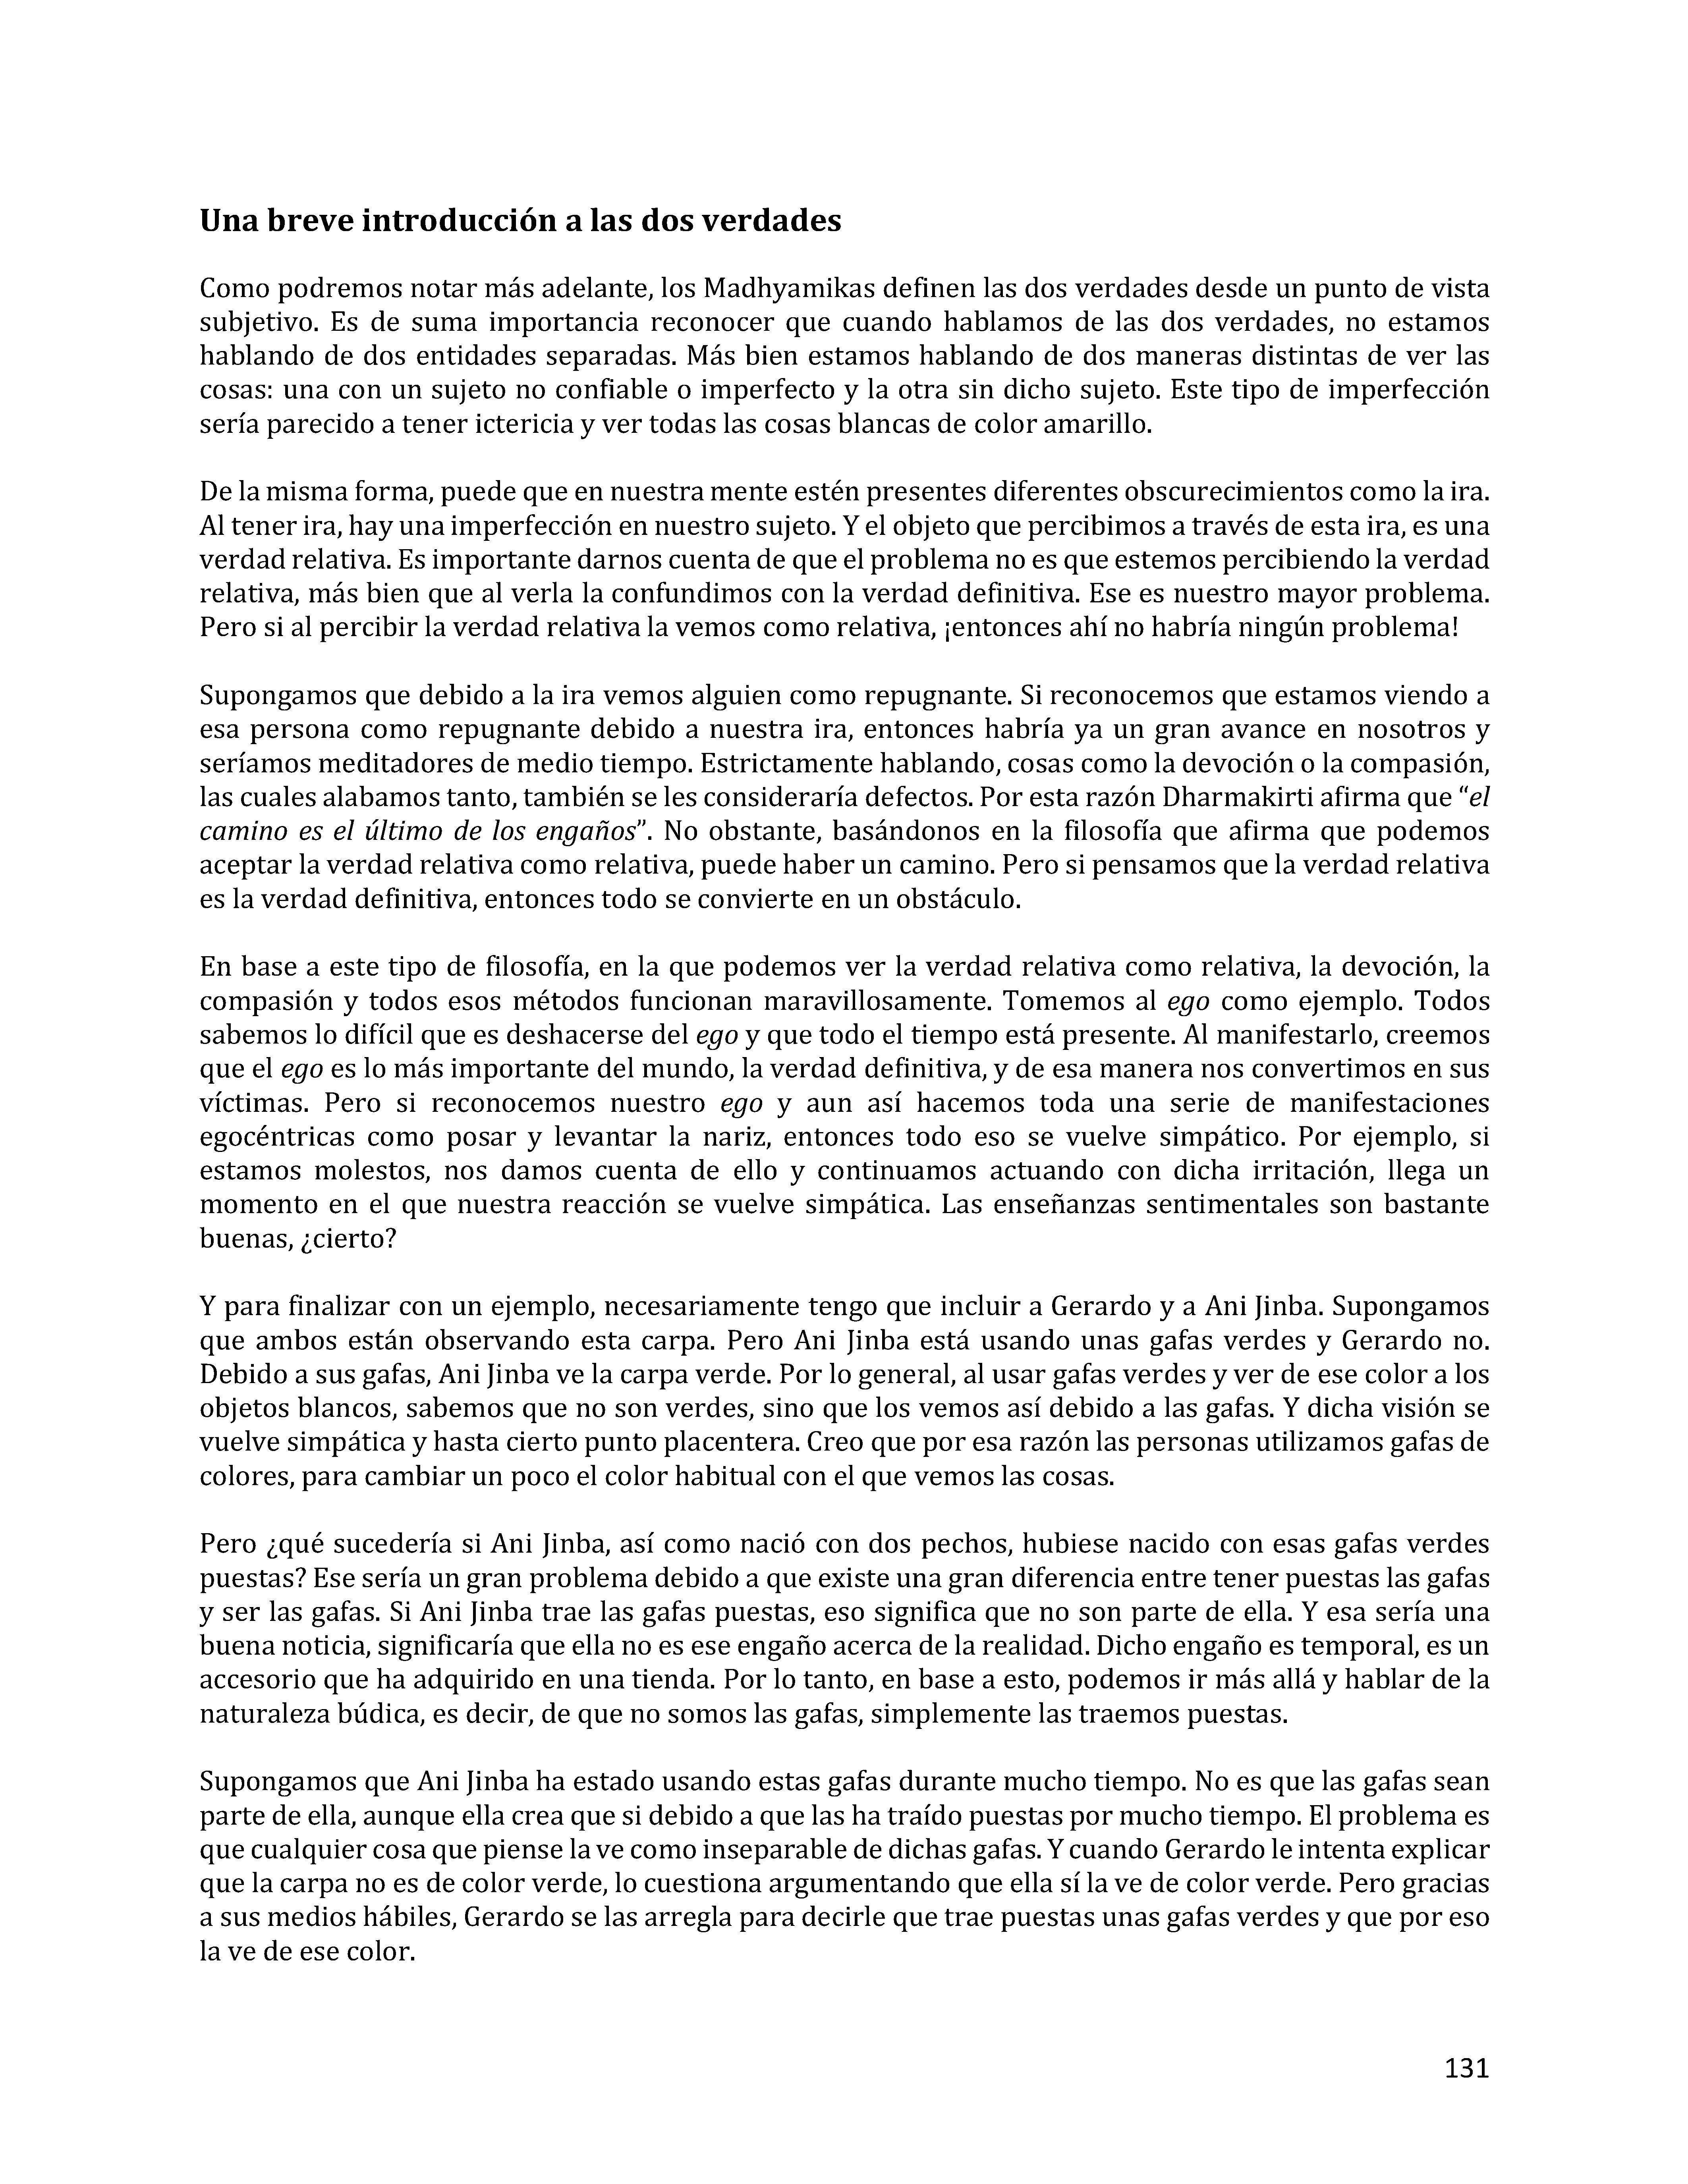 Una breve introducción a las dos verdades
Como podremos notar más adelante, los Madhyamikas definen las dos verdades desde un punto de vista
subjetivo. Es de suma importancia reconocer que cuando hablamos de las dos verdades, no estamos
hablando de dos entidades separadas. Más bien estamos hablando de dos maneras distintas de ver las
cosas: una con un sujeto no confiable o imperfecto y la otra sin dicho sujeto. Este tipo de imperfección
sería parecido a tener ictericia y ver todas las cosas blancas de color amarillo.
De la misma forma, puede que en nuestra mente estén presentes diferentes obscurecimientos como la ira.
Al tener ira, hay una imperfección en nuestro sujeto. Y el objeto que percibimos a través de esta ira, es una
verdad relativa. Es importante darnos cuenta de que el problema no es que estemos percibiendo la verdad
relativa, más bien que al verla la confundimos con la verdad definitiva. Ese es nuestro mayor problema.
Pero si al percibir la verdad relativa la vemos como relativa, ¡entonces ahí no habría ningún problema!
Supongamos que debido a la ira vemos alguien como repugnante. Si reconocemos que estamos viendo a
esa persona como repugnante debido a nuestra ira, entonces habría ya un gran avance en nosotros y
seríamos meditadores de medio tiempo. Estrictamente hablando, cosas como la devoción o la compasión,
las cuales alabamos tanto, también se les consideraría defectos. Por esta razón Dharmakirti afirma que “el
camino es el último de los engaños”. No obstante, basándonos en la filosofía que afirma que podemos
aceptar la verdad relativa como relativa, puede haber un camino. Pero si pensamos que la verdad relativa
es la verdad definitiva, entonces todo se convierte en un obstáculo.
En base a este tipo de filosofía, en la que podemos ver la verdad relativa como relativa, la devoción, la
compasión y todos esos métodos funcionan maravillosamente. Tomemos al ego como ejemplo. Todos
sabemos lo difícil que es deshacerse del ego y que todo el tiempo está presente. Al manifestarlo, creemos
que el ego es lo más importante del mundo, la verdad definitiva, y de esa manera nos convertimos en sus
víctimas. Pero si reconocemos nuestro ego y aun así hacemos toda una serie de manifestaciones
egocéntricas como posar y levantar la nariz, entonces todo eso se vuelve simpático. Por ejemplo, si
estamos molestos, nos damos cuenta de ello y continuamos actuando con dicha irritación, llega un
momento en el que nuestra reacción se vuelve simpática. Las enseñanzas sentimentales son bastante
buenas, ¿cierto?
Y para finalizar con un ejemplo, necesariamente tengo que incluir a Gerardo y a Ani Jinba. Supongamos
que ambos están observando esta carpa. Pero Ani Jinba está usando unas gafas verdes y Gerardo no.
Debido a sus gafas, Ani Jinba ve la carpa verde. Por lo general, al usar gafas verdes y ver de ese color a los
objetos blancos, sabemos que no son verdes, sino que los vemos así debido a las gafas. Y dicha visión se
vuelve simpática y hasta cierto punto placentera. Creo que por esa razón las personas utilizamos gafas de
colores, para cambiar un poco el color habitual con el que vemos las cosas.
Pero ¿qué sucedería si Ani Jinba, así como nació con dos pechos, hubiese nacido con esas gafas verdes
puestas? Ese sería un gran problema debido a que existe una gran diferencia entre tener puestas las gafas
y ser las gafas. Si Ani Jinba trae las gafas puestas, eso significa que no son parte de ella. Y esa sería una
buena noticia, significaría que ella no es ese engaño acerca de la realidad. Dicho engaño es temporal, es un
accesorio que ha adquirido en una tienda. Por lo tanto, en base a esto, podemos ir más allá y hablar de la
naturaleza búdica, es decir, de que no somos las gafas, simplemente las traemos puestas.
Supongamos que Ani Jinba ha estado usando estas gafas durante mucho tiempo. No es que las gafas sean
parte de ella, aunque ella crea que si debido a que las ha traído puestas por mucho tiempo. El problema es
que cualquier cosa que piense la ve como inseparable de dichas gafas. Y cuando Gerardo le intenta explicar
que la carpa no es de color verde, lo cuestiona argumentando que ella sí la ve de color verde. Pero gracias
a sus medios hábiles, Gerardo se las arregla para decirle que trae puestas unas gafas verdes y que por eso
la ve de ese color.
131